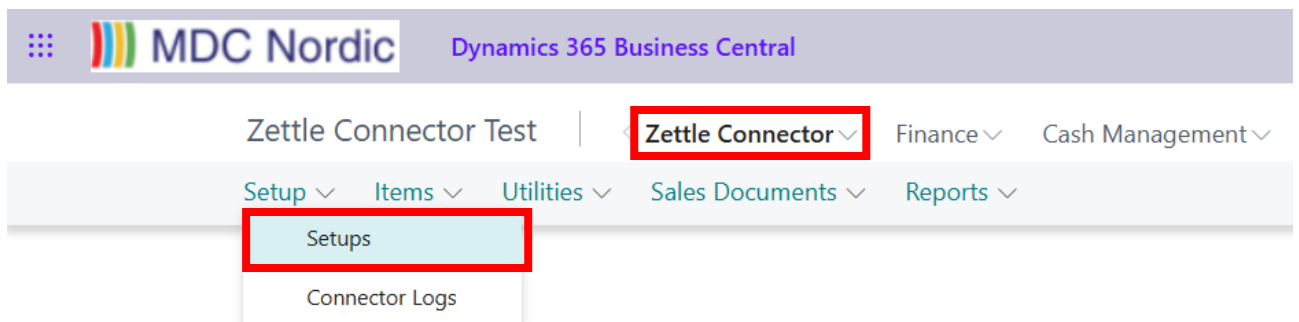 MDC Nordic Dynamics 365 Business Central
Zettle Connector Test Zettle Connector Finance Cash Management
Setup Items Utilities Sales Documents Reports
Setups
Connector Logs